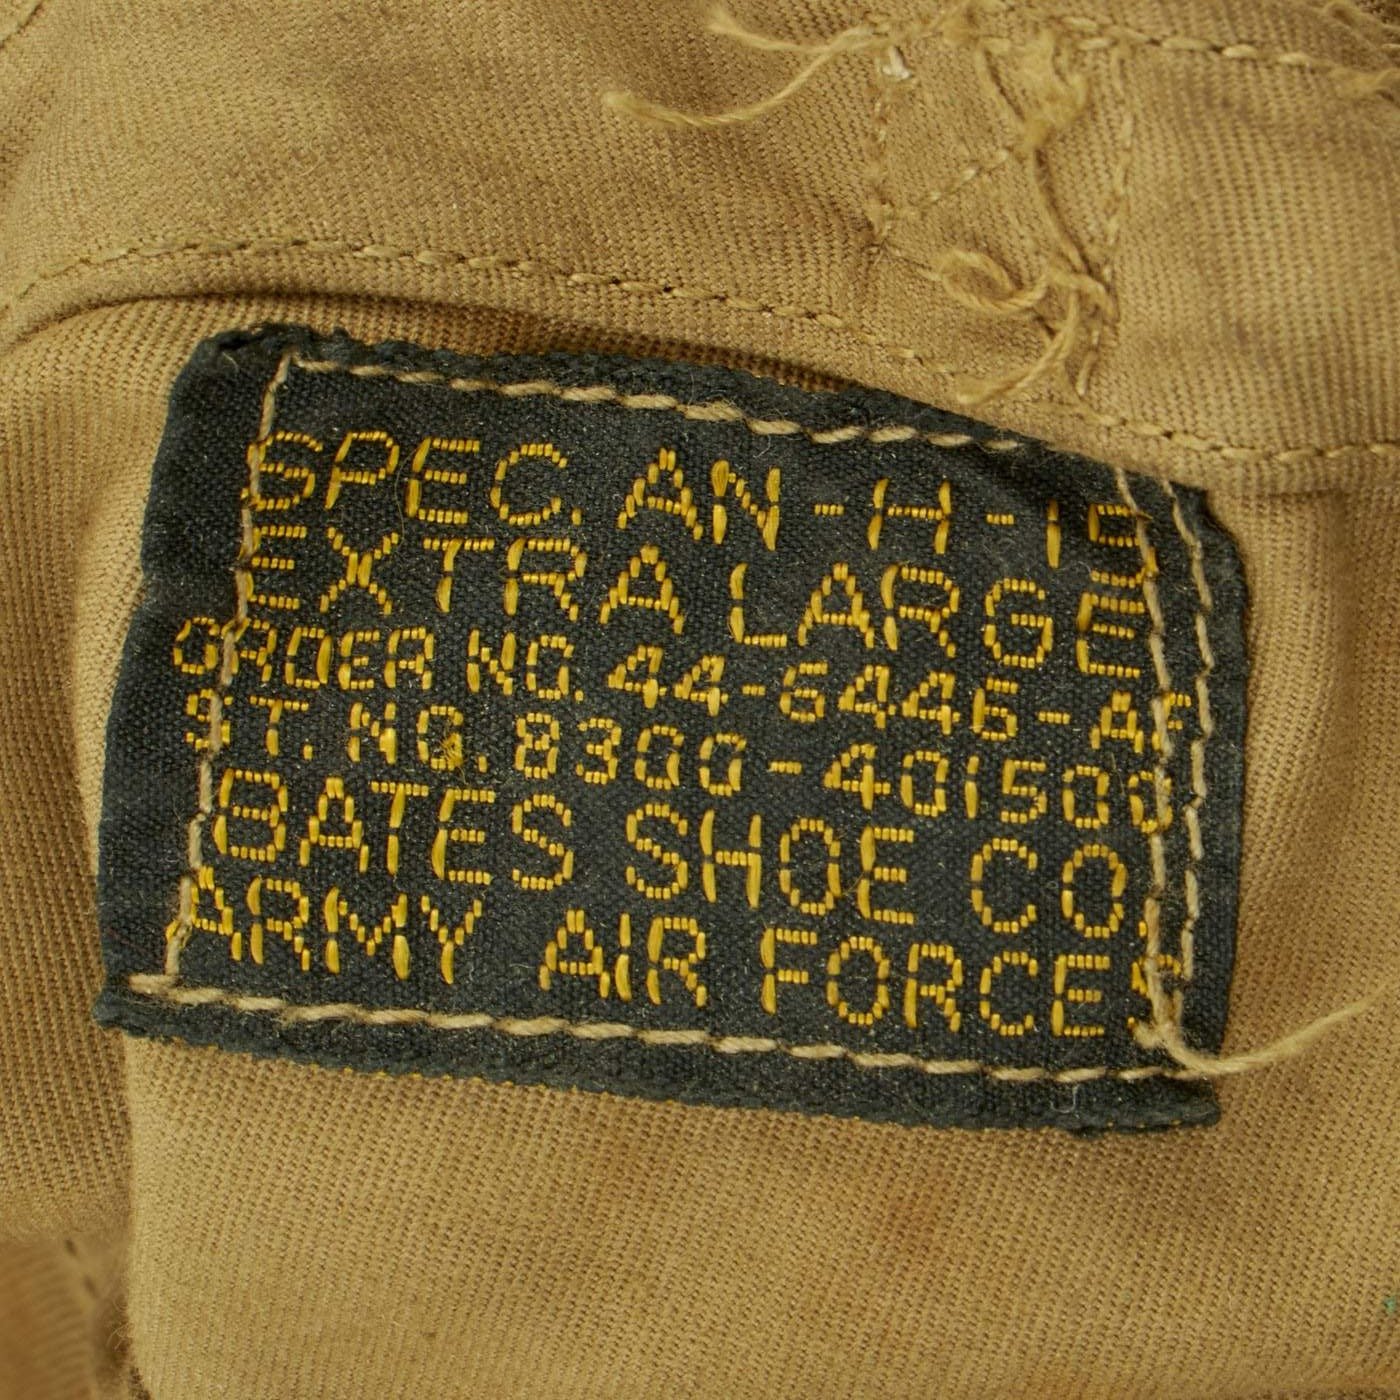 SPEC. AN-H-15
EXTRA LARGE
ORDER NO. 44-6445-AF
ST. NO. 8300-401500
BATES SHOE CO.
ARMY AIR FORCES